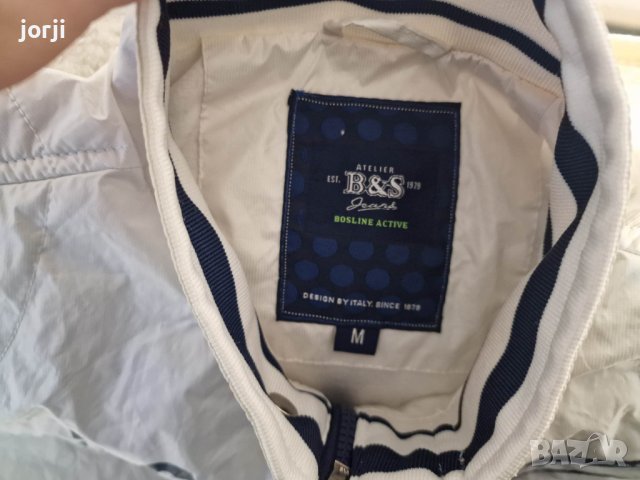 jorji
ATELIER
EST. B&S 1979
Jeans
BOSLINE ACTIVE
DESIGN BY ITALY. SINCE 1979
M
BAZAR